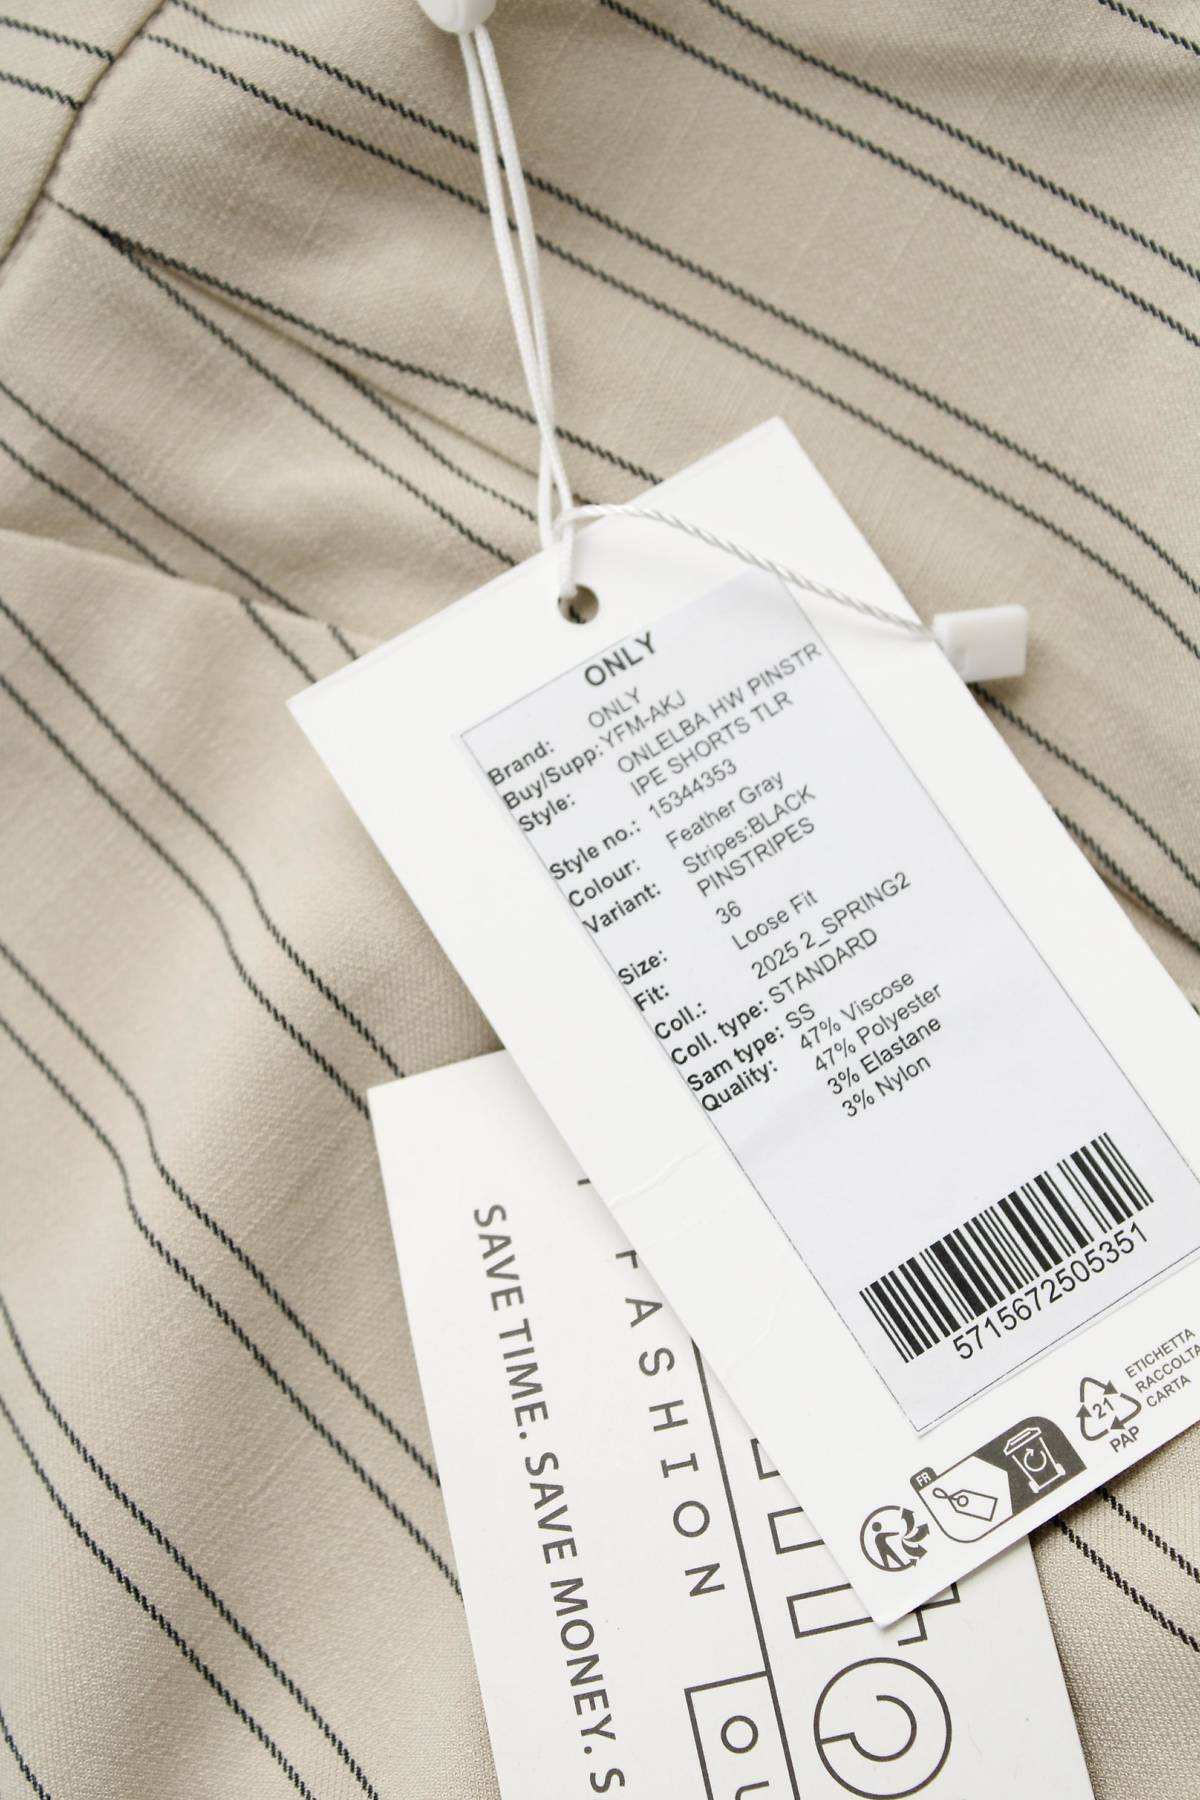 ONLY
Brand: ONLY
Buy/Supp: YFM-AKJ
Style: ONLELBA HW PINSTR
IPE SHORTS TLR
Style no.: 15344353
Colour: Feather Gray
Variant: Stripes:BLACK
PINSTRIPES
Size: 36
Fit: Loose Fit
Coll.: 2025 2_SPRING2
Coll. type: STANDARD
Sam type: SS
Quality: 47% Viscose
47% Polyester
3% Elastane
3% Nylon
5715672505351
FR
21
PAP
ETICHETTA
RACCOLTA
CARTA
SAVE TIME. SAVE MONEY. S
FASHION